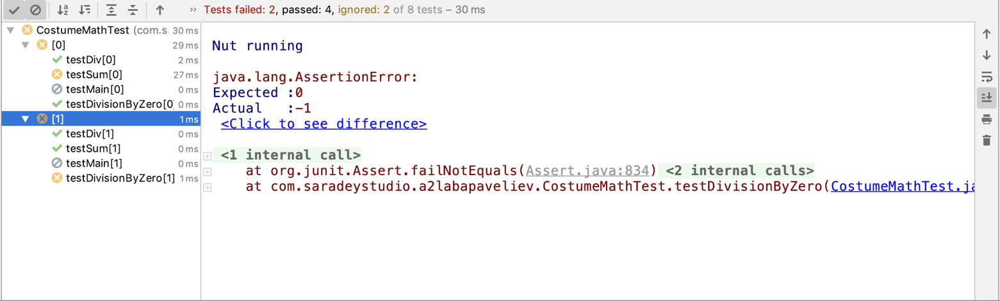 Tests failed: 2, passed: 4, ignored: 2 of 8 tests – 30 ms
CostumeMathTest (com.s 30 ms
[0] 29 ms
testDiv[0] 2 ms
testSum[0] 27 ms
testMain[0] 0 ms
testDivisionByZero[0] 0 ms
[1] 1 ms
testDiv[1] 0 ms
testSum[1] 0 ms
testMain[1] 0 ms
testDivisionByZero[1] 1 ms
Nut running
java.lang.AssertionError:
Expected :0
Actual :-1
<Click to see difference>
<1 internal call>
at org.junit.Assert.failNotEquals(Assert.java:834) <2 internal calls>
at com.saradeystudio.a2labapaveliev.CostumeMathTest.testDivisionByZero(CostumeMathTest.ja